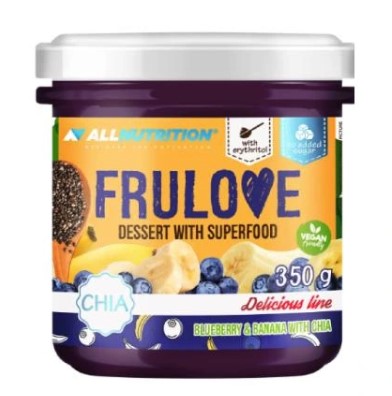 ALLNUTRITION®
with
erythritol
no added
sugar
FRULOVE
DESSERT WITH SUPERFOOD
VEGAN
friendly
350 g
CHIA
Delicious line
BLUEBERRY & BANANA WITH CHIA